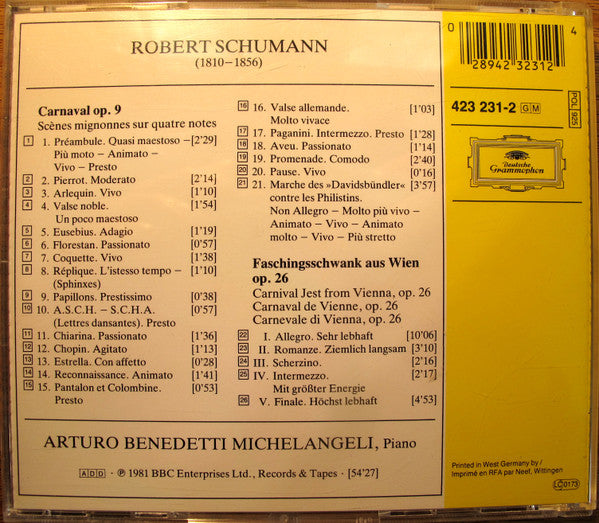 ROBERT SCHUMANN
(1810–1856)
Carnaval op. 9
Scènes mignonnes sur quatre notes
1 1. Préambule. Quasi maestoso – [2'29]
Più moto – Animato –
Vivo – Presto
2 2. Pierrot. Moderato [2'14]
3 3. Arlequin. Vivo [1'10]
4 4. Valse noble. [1'54]
Un poco maestoso
5 5. Eusebius. Adagio [1'19]
6 6. Florestan. Passionato [0'57]
7 7. Coquette. Vivo [1'38]
8 8. Réplique. L'istesso tempo – [1'10]
(Sphinxes)
9 9. Papillons. Prestissimo [0'38]
10 10. A.S.C.H. – S.C.H.A. [0'57]
(Lettres dansantes). Presto
11 11. Chiarina. Passionato [1'36]
12 12. Chopin. Agitato [1'13]
13 13. Estrella. Con affetto [0'28]
14 14. Reconnaissance. Animato [1'41]
15 15. Pantalon et Colombine. [0'53]
Presto
16 16. Valse allemande. [1'03]
Molto vivace
17 17. Paganini. Intermezzo. Presto [1'28]
18 18. Aveu. Passionato [1'14]
19 19. Promenade. Comodo [2'40]
20 20. Pause. Vivo [0'16]
21 21. Marche des »Davidsbündler« [3'57]
contre les Philistins.
Non Allegro – Molto più vivo –
Animato – Vivo – Animato
molto – Vivo – Più stretto
Faschingsschwank aus Wien
op. 26
Carnival Jest from Vienna, op. 26
Carnaval de Vienne, op. 26
Carnevale di Vienna, op. 26
22 I. Allegro. Sehr lebhaft [10'06]
23 II. Romanze. Ziemlich langsam [3'10]
24 III. Scherzino. [2'16]
25 IV. Intermezzo. [2'17]
Mit größter Energie
26 V. Finale. Höchst lebhaft [4'53]
ARTURO BENEDETTI MICHELANGELI, Piano
ADD · ℗ 1981 BBC Enterprises Ltd., Records & Tapes · [54'27]
0 28942 32312 4
423 231-2 GM
POL 925
Deutsche
Grammophon
Printed in West Germany by /
Imprimé en RFA par Neef, Wittingen
LC 0173